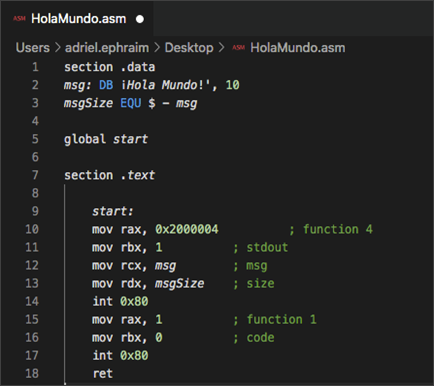 ASM HolaMundo.asm
Users > adriel.ephraim > Desktop > ASM HolaMundo.asm
1 section .data
2 msg: DB ¡Hola Mundo!', 10
3 msgSize EQU $ - msg
4
5 global start
6
7 section .text
8
9 start:
10 mov rax, 0x2000004 ; function 4
11 mov rbx, 1 ; stdout
12 mov rcx, msg ; msg
13 mov rdx, msgSize ; size
14 int 0x80
15 mov rax, 1 ; function 1
16 mov rbx, 0 ; code
17 int 0x80
18 ret